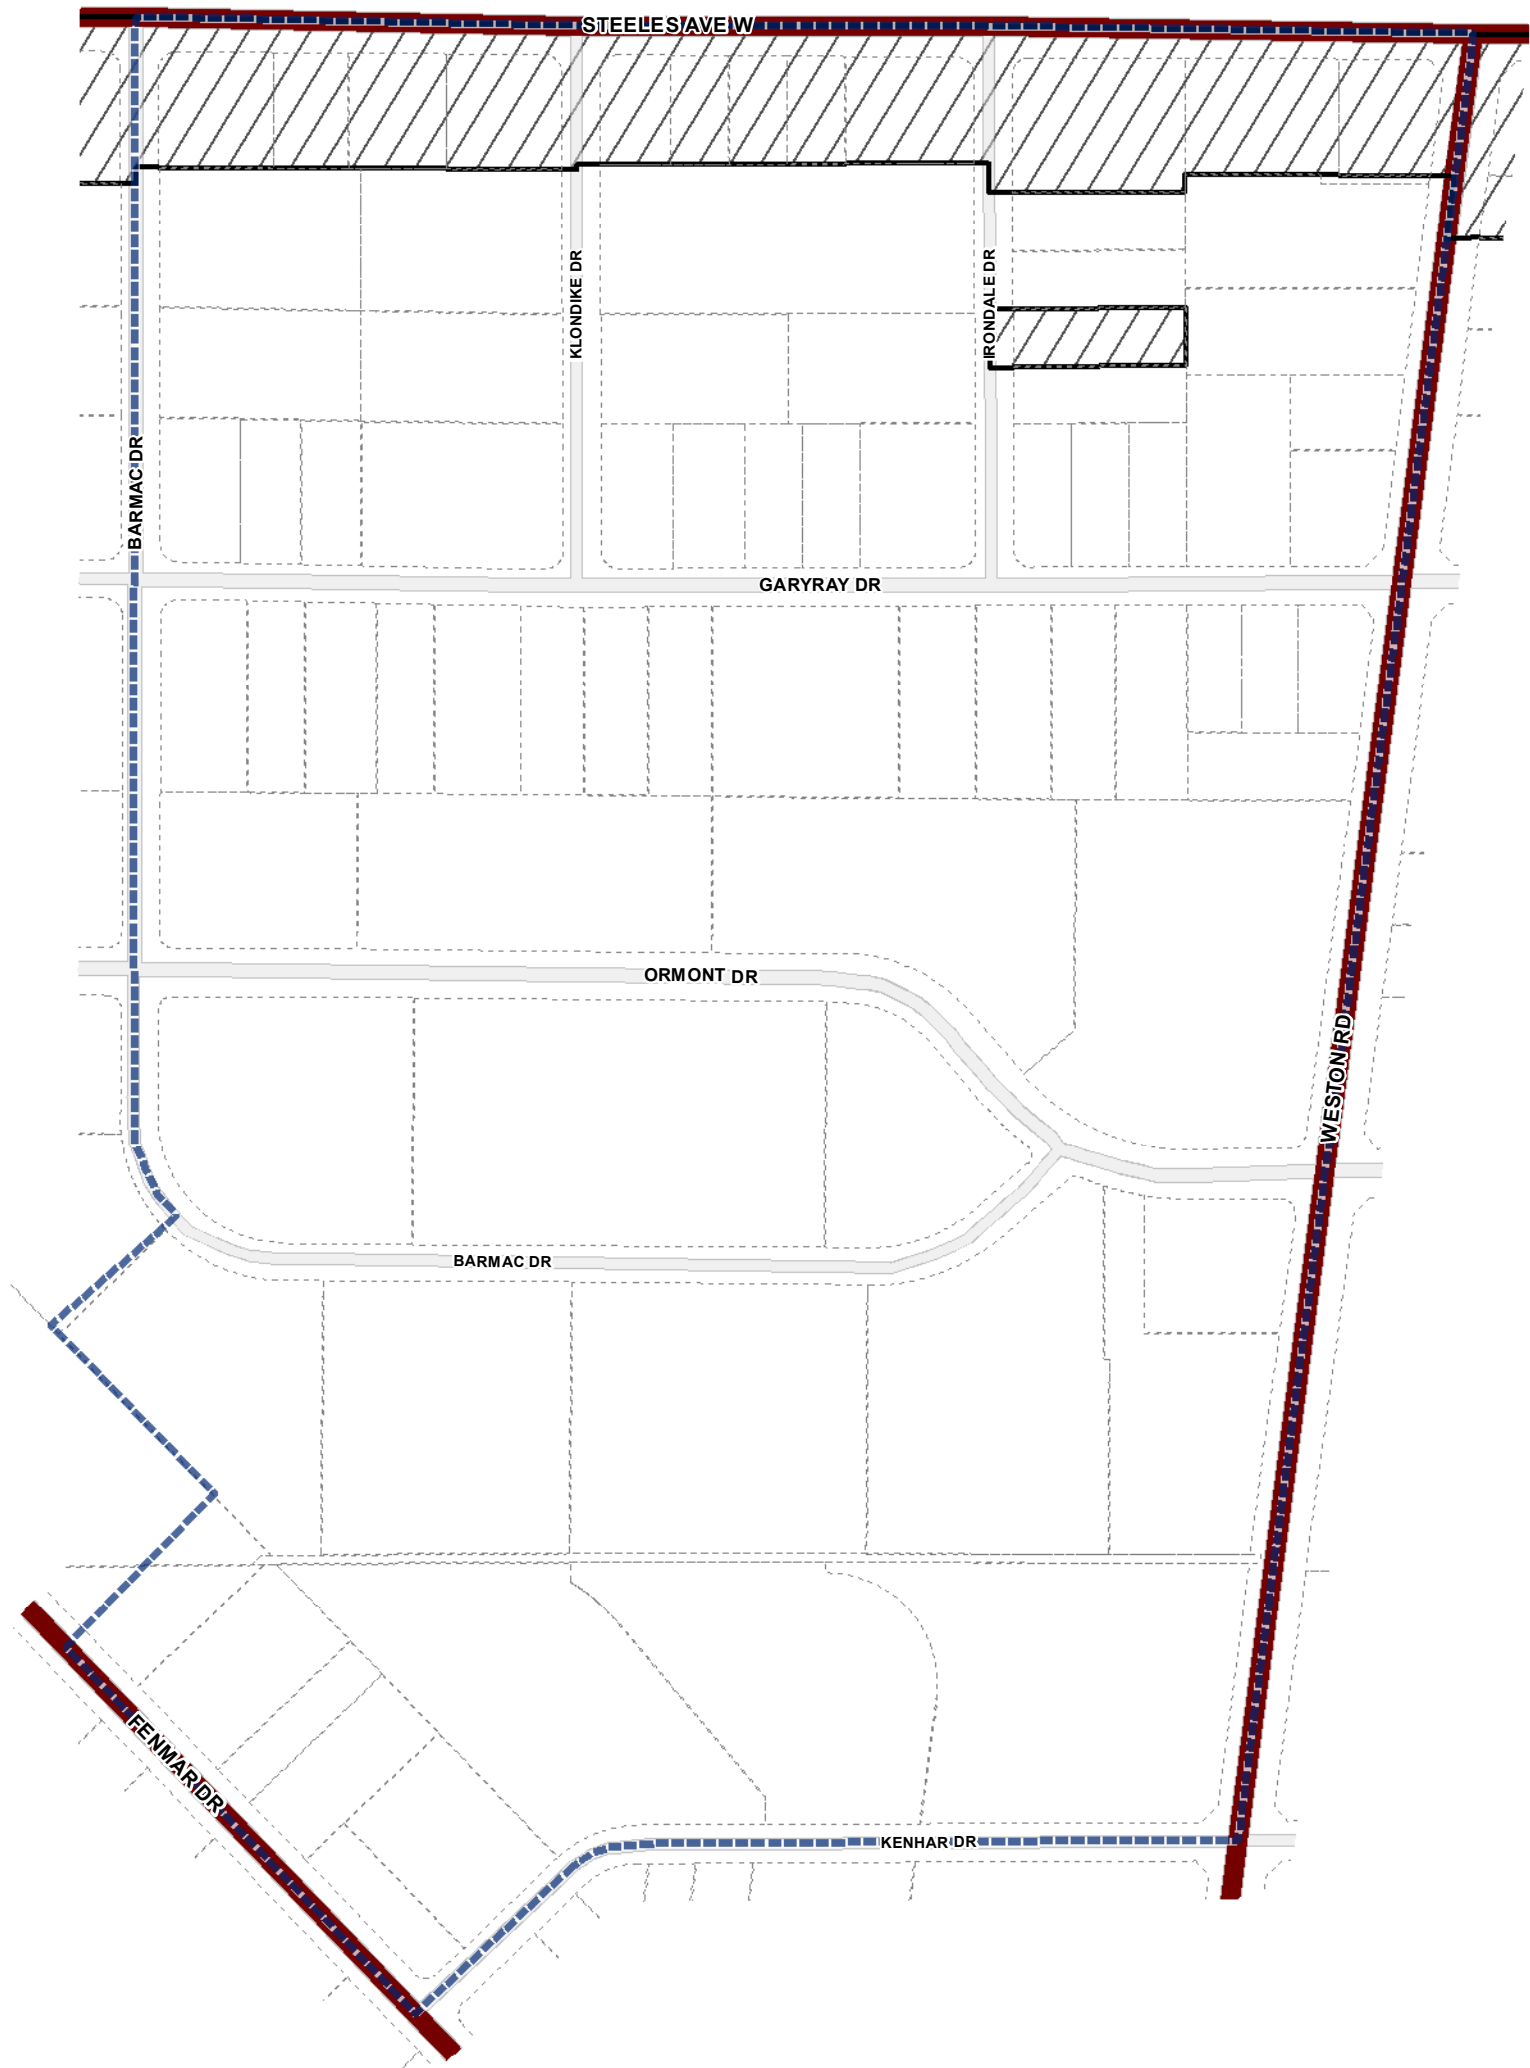 STEELES AVE W
KLONDIKE DR
IRONDALE DR
BARMAC DR
GARYRAY DR
ORMONT DR
WESTON RD
BARMAC DR
FENMAR DR
KENHAR DR